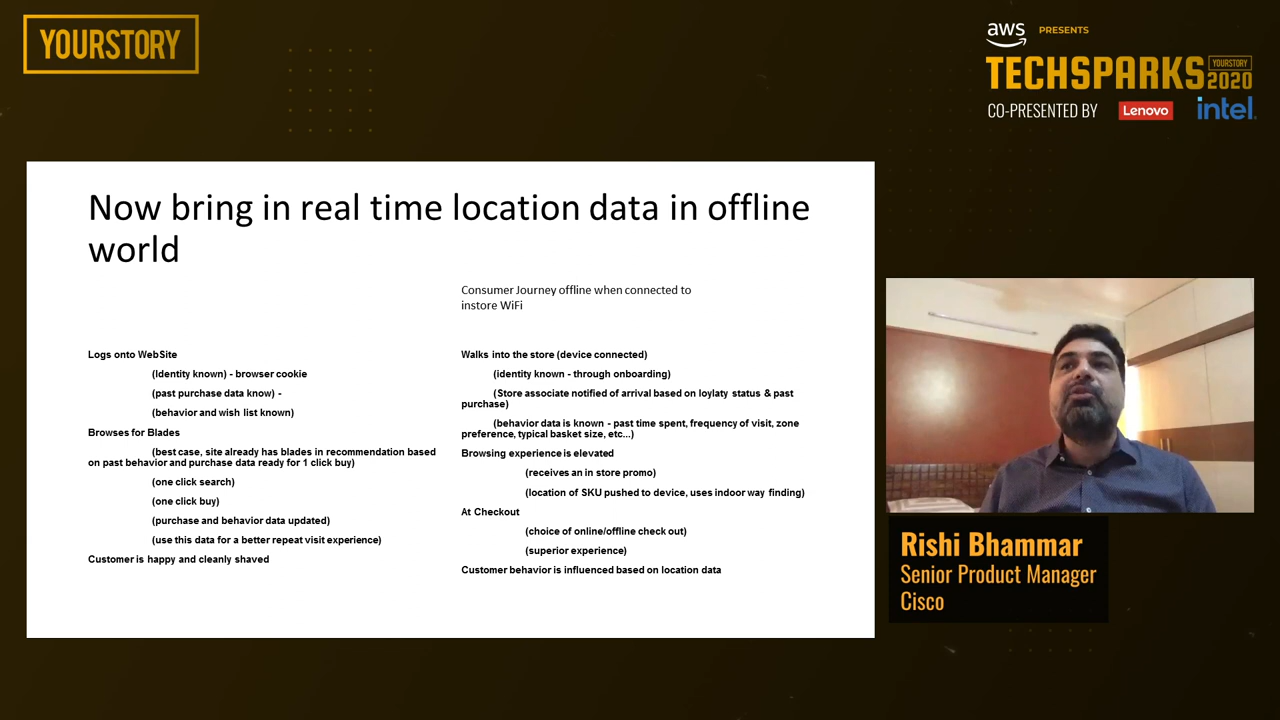 YOURSTORY
aws PRESENTS
TECHSPARKS YOURSTORY 2020
CO-PRESENTED BY Lenovo intel.
Now bring in real time location data in offline
world
Consumer Journey offline when connected to
instore WiFi
Logs onto WebSite
(Identity known) - browser cookie
(past purchase data know) -
(behavior and wish list known)
Browses for Blades
(best case, site already has blades in recommendation based
on past behavior and purchase data ready for 1 click buy)
(one click search)
(one click buy)
(purchase and behavior data updated)
(use this data for a better repeat visit experience)
Customer is happy and cleanly shaved
Walks into the store (device connected)
(identity known - through onboarding)
(Store associate notified of arrival based on loylaty status & past
purchase)
(behavior data is known - past time spent, frequency of visit, zone
preference, typical basket size, etc...)
Browsing experience is elevated
(receives an in store promo)
(location of SKU pushed to device, uses indoor way finding)
At Checkout
(choice of online/offline check out)
(superior experience)
Customer behavior is influenced based on location data
Rishi Bhammar
Senior Product Manager
Cisco